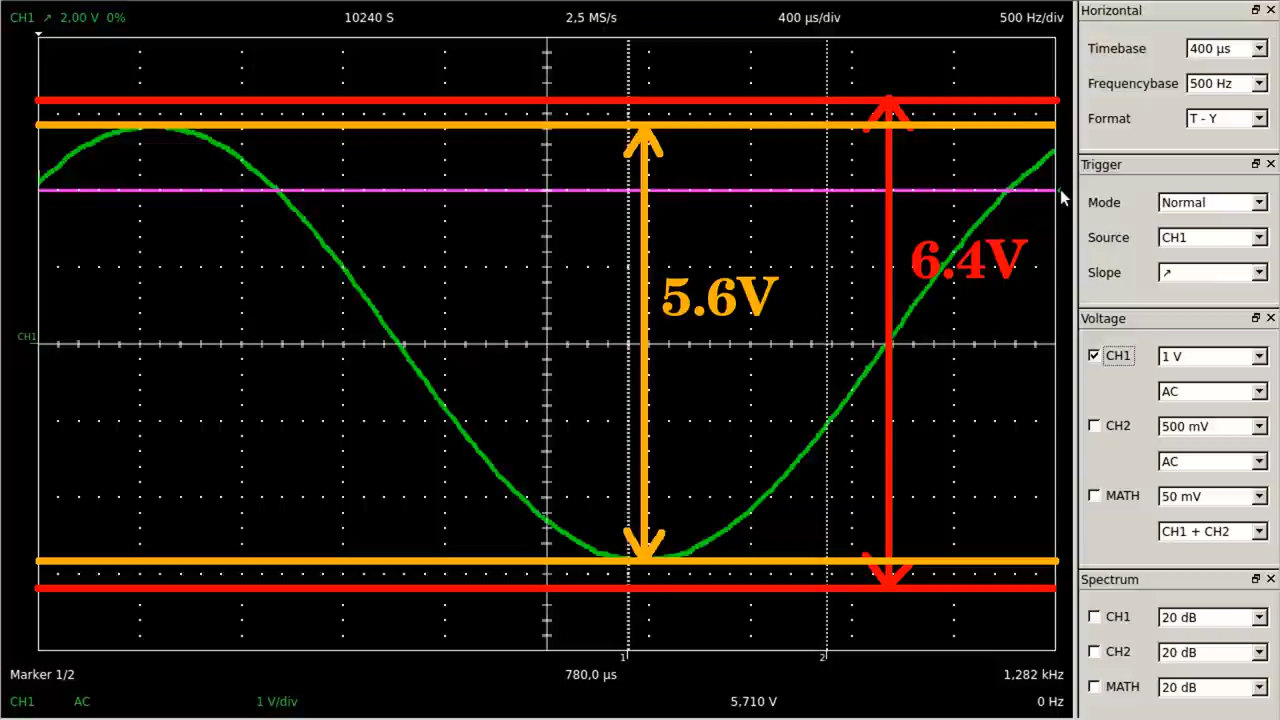 CH1 ↗ 2,00 V 0% 10240 S 2,5 MS/s 400 µs/div 500 Hz/div
Horizontal
Timebase 400 µs
Frequencybase 500 Hz
Format T - Y
Trigger
Mode Normal
Source CH1
Slope ↗
6.4V
5.6V
CH1
Voltage
CH1 1 V
AC
CH2 500 mV
AC
MATH 50 mV
CH1 + CH2
Spectrum
CH1 20 dB
CH2 20 dB
MATH 20 dB
1 2
Marker 1/2 780,0 µs 1,282 kHz
CH1 AC 1 V/div 5,710 V 0 Hz